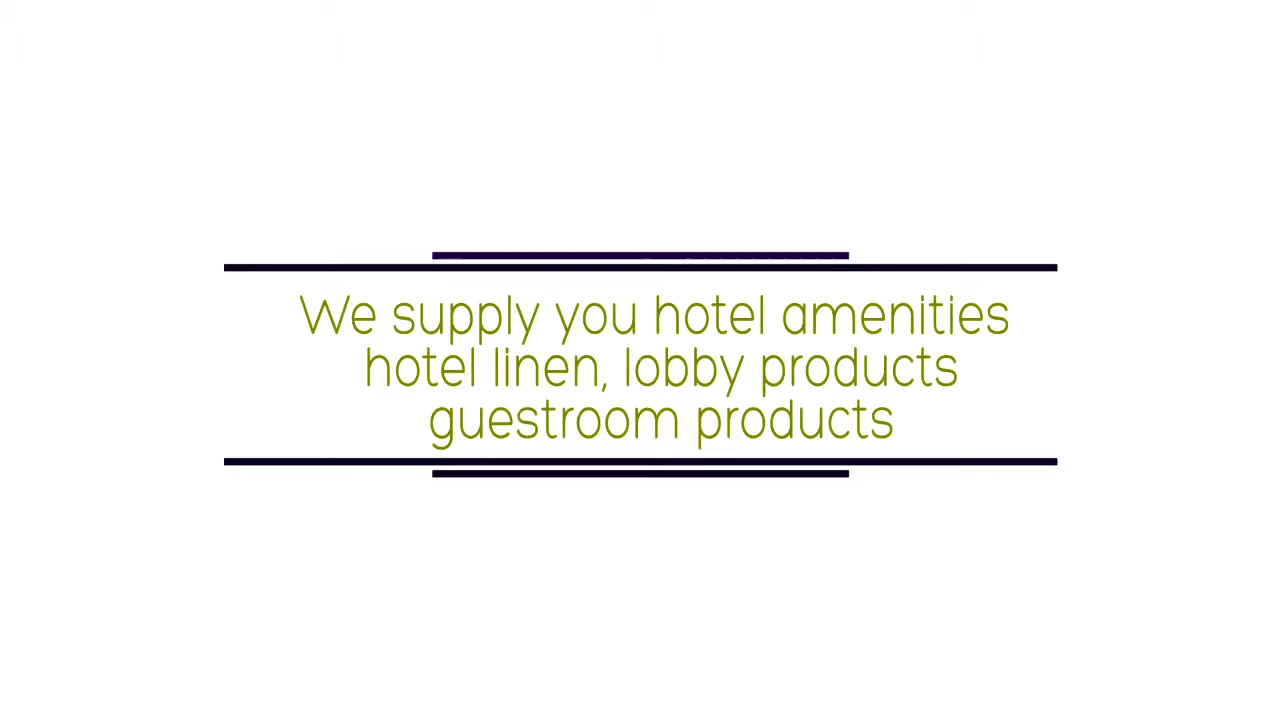 We supply you hotel amenities
hotel linen, lobby products
guestroom products